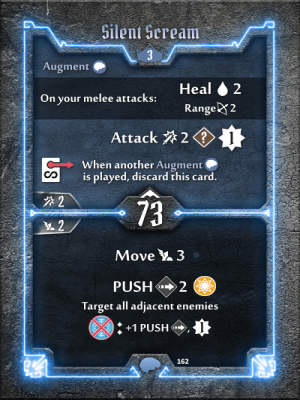 Silent Scream
3
Augment
On your melee attacks:
Heal 2
Range 2
Attack 2 ? 1
S
When another Augment
is played, discard this card.
2
73
2
Move 3
PUSH 2
Target all adjacent enemies
: +1 PUSH , 1
162